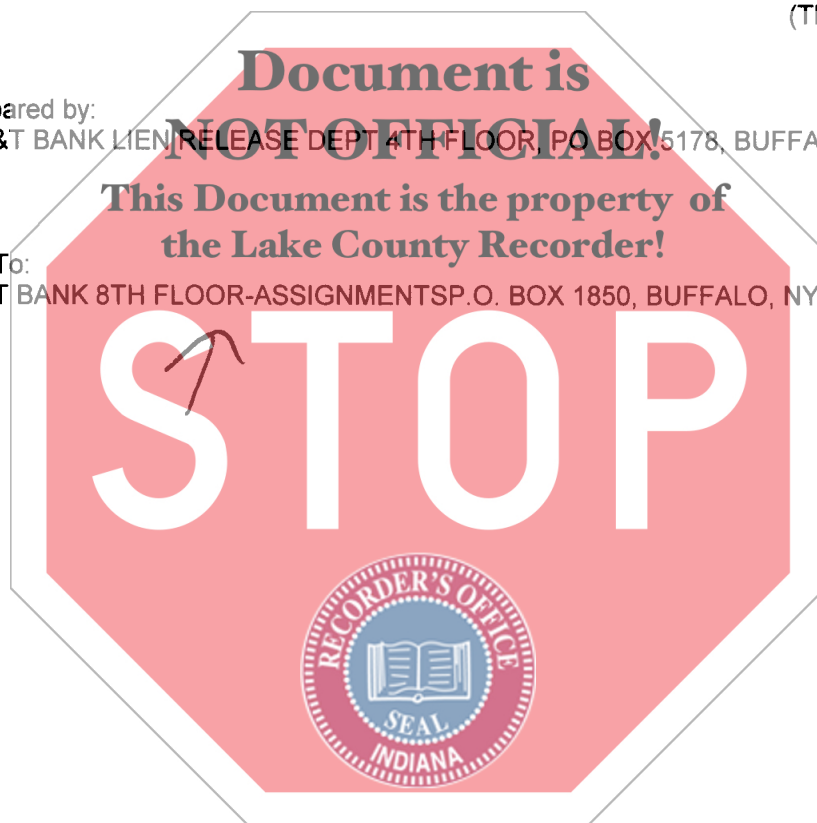 (T
Document is
ared by:
&T BANK LIEN RELEASE DEPT 4TH FLOOR, PO BOX 5178, BUFFA
NOT OFFICIAL!
This Document is the property of
the Lake County Recorder!
To:
T BANK 8TH FLOOR-ASSIGNMENTSP.O. BOX 1850, BUFFALO, NY
STOP
RECORDER'S OFFICE
SEAL
INDIANA